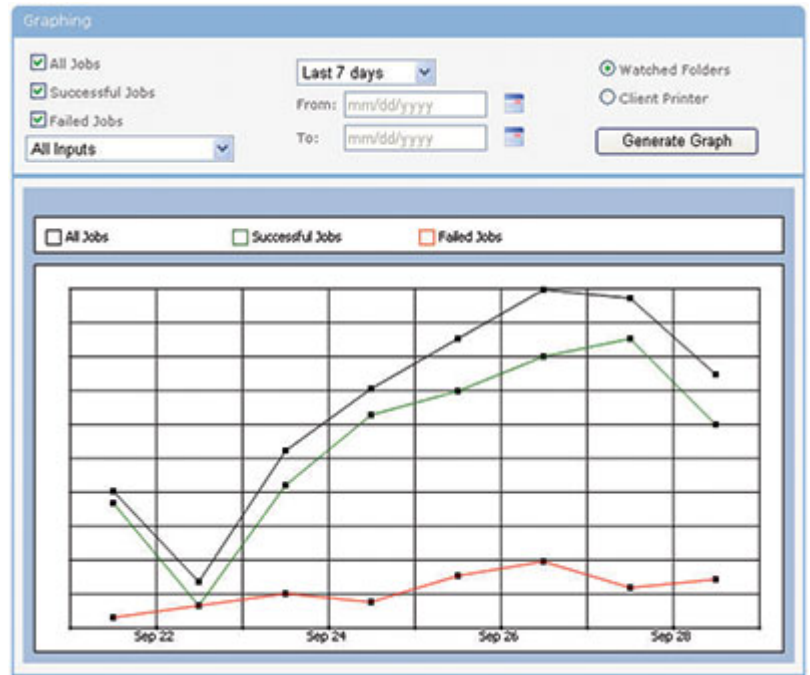 Graphing
All Jobs
Successful Jobs
Failed Jobs
All Inputs
Last 7 days
From: mm/dd/yyyy
To: mm/dd/yyyy
Watched Folders
Client Printer
Generate Graph
All Jobs Successful Jobs Failed Jobs
Sep 22 Sep 24 Sep 26 Sep 28